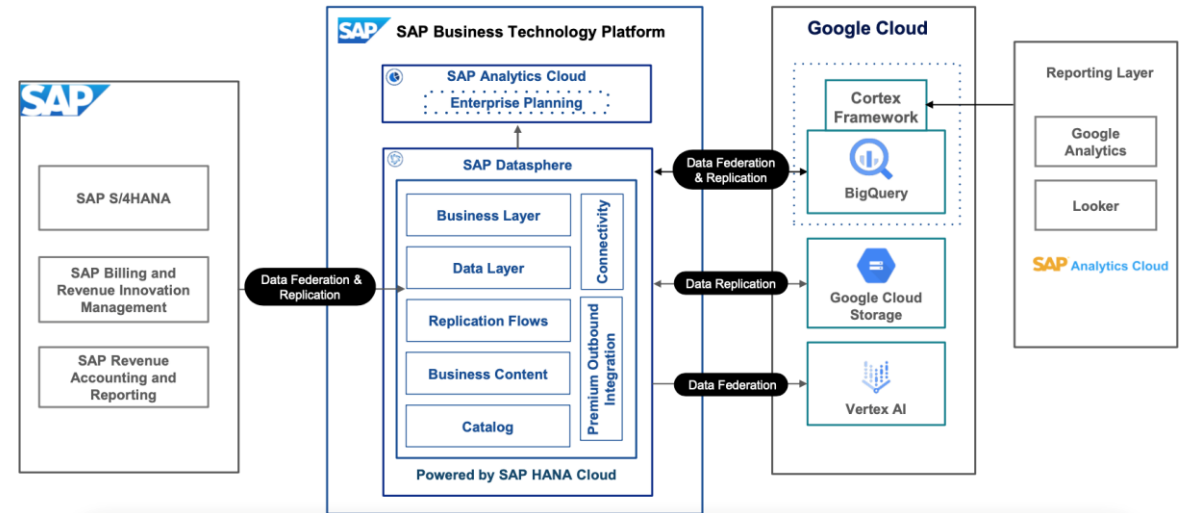 SAP
SAP S/4HANA
SAP Billing and
Revenue Innovation
Management
SAP Revenue
Accounting and
Reporting
Data Federation &
Replication
SAP
SAP Business Technology Platform
SAP Analytics Cloud
Enterprise Planning
SAP Datasphere
Business Layer
Data Layer
Replication Flows
Business Content
Catalog
Connectivity
Premium Outbound
Integration
Powered by SAP HANA Cloud
Data Federation
& Replication
Data Replication
Data Federation
Google Cloud
Cortex
Framework
BigQuery
Google Cloud
Storage
Vertex AI
Reporting Layer
Google
Analytics
Looker
SAP Analytics Cloud